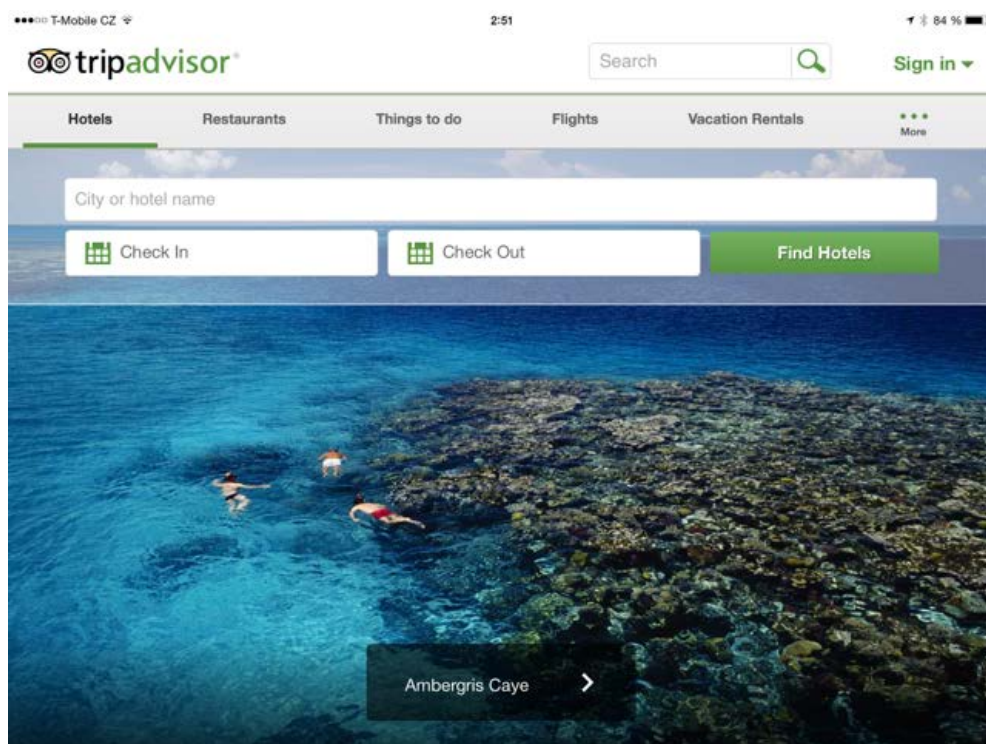 T-Mobile CZ 2:51 84 %
tripadvisor® Search Sign in
Hotels Restaurants Things to do Flights Vacation Rentals More
City or hotel name
Check In Check Out Find Hotels
Ambergris Caye